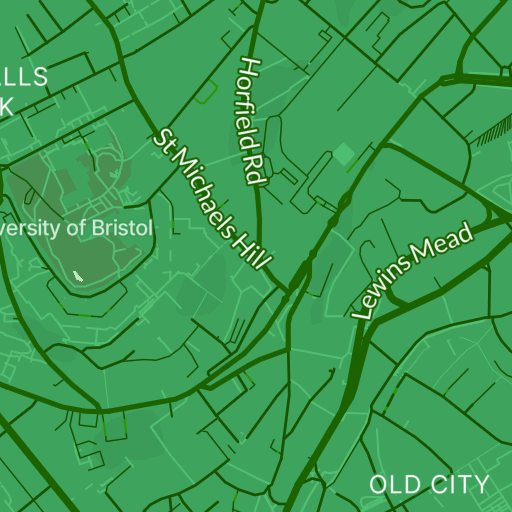 ALLS
K
Horfield Rd
St Michaels Hill
versity of Bristol
Lewins Mead
OLD CITY